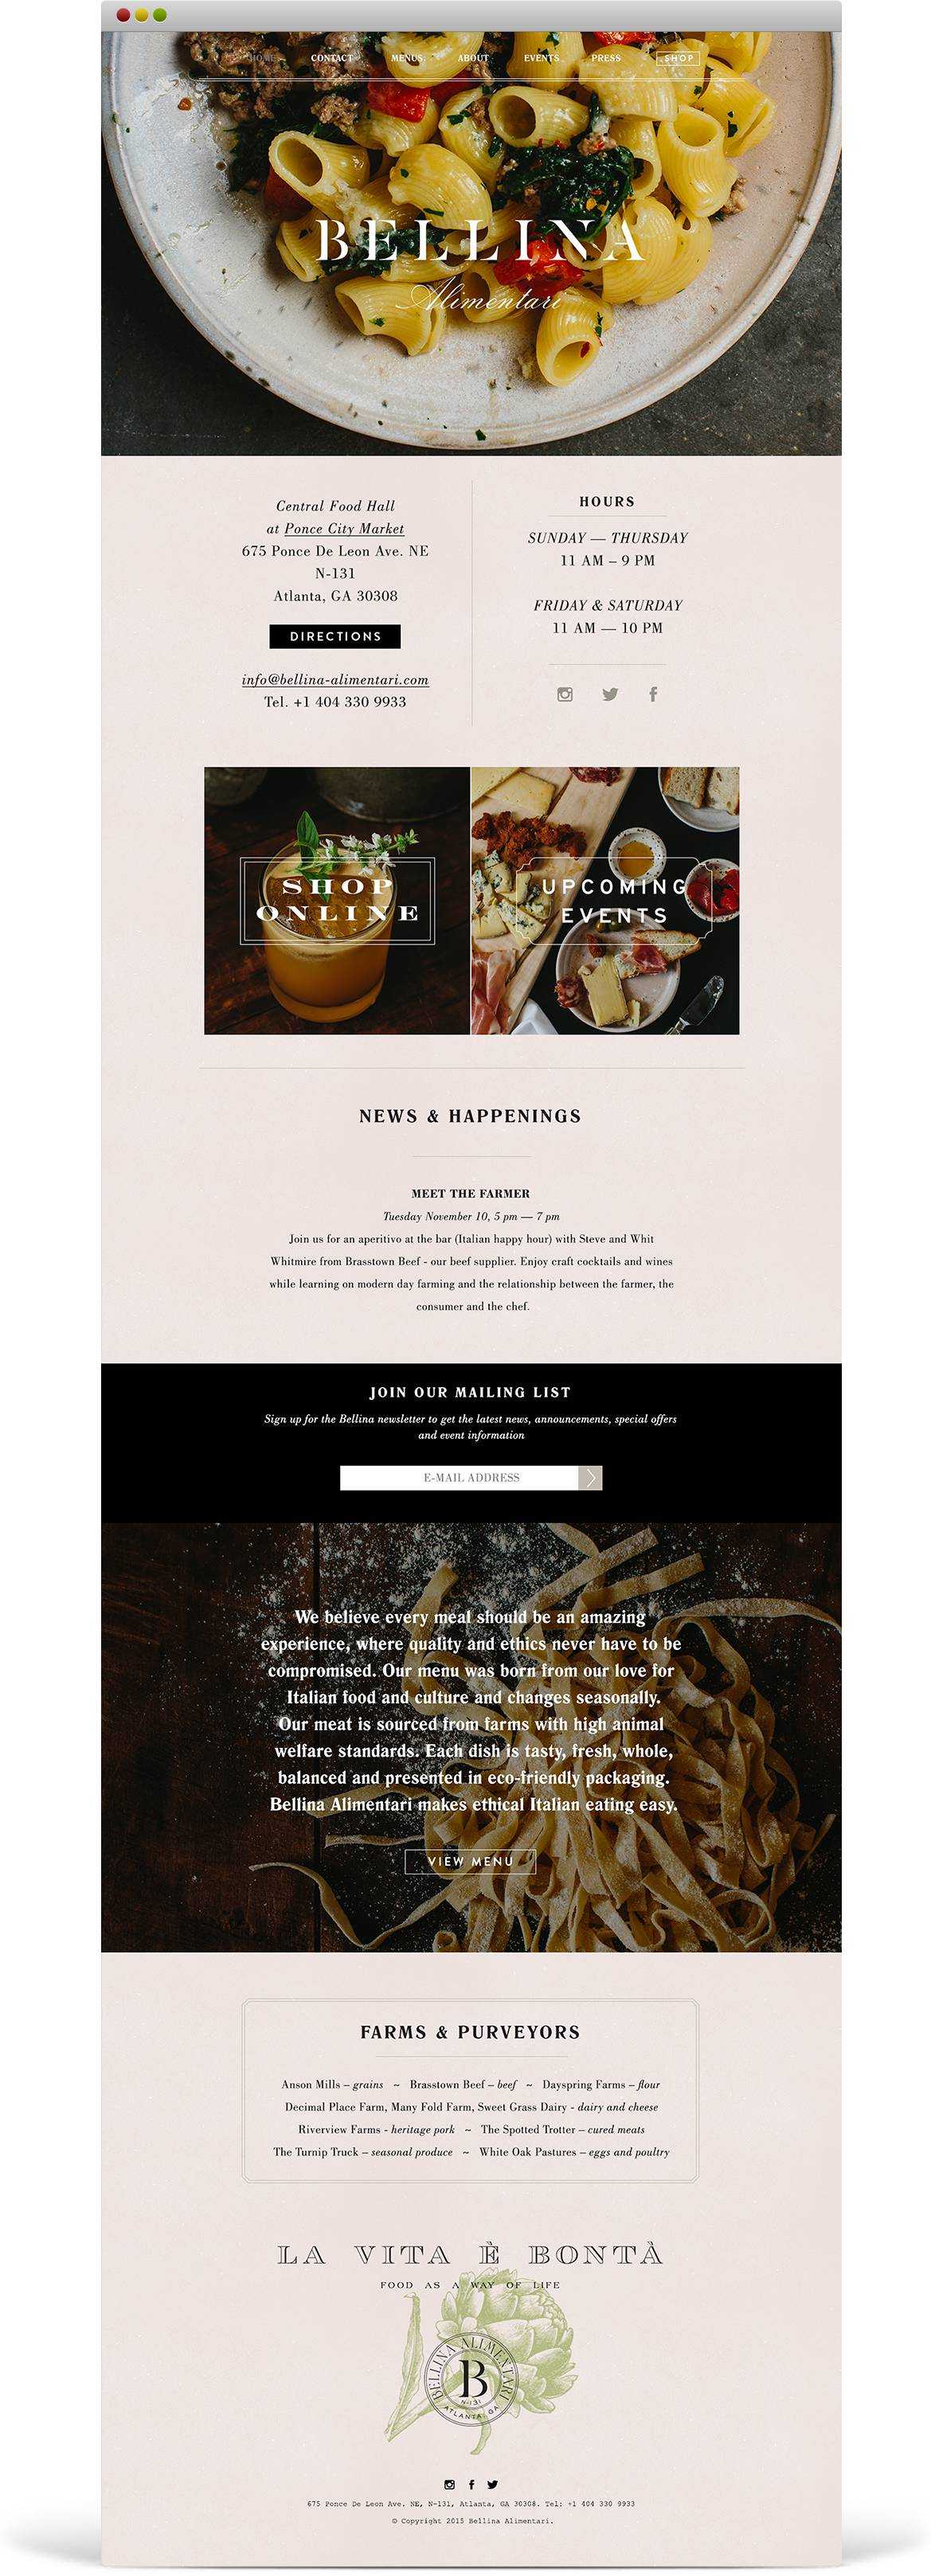 HOME CONTACT MENUS ABOUT EVENTS PRESS SHOP
BELLINA
Alimentari
Central Food Hall
at Ponce City Market
675 Ponce De Leon Ave. NE
N-131
Atlanta, GA 30308
DIRECTIONS
info@bellina-alimentari.com
Tel. +1 404 330 9933
HOURS
SUNDAY — THURSDAY
11 AM – 9 PM
FRIDAY & SATURDAY
11 AM — 10 PM
SHOP
ONLINE
UPCOMING
EVENTS
NEWS & HAPPENINGS
MEET THE FARMER
Tuesday November 10, 5 pm — 7 pm
Join us for an aperitivo at the bar (Italian happy hour) with Steve and Whit
Whitmire from Brasstown Beef - our beef supplier. Enjoy craft cocktails and wines
while learning on modern day farming and the relationship between the farmer, the
consumer and the chef.
JOIN OUR MAILING LIST
Sign up for the Bellina newsletter to get the latest news, announcements, special offers
and event information
E-MAIL ADDRESS
We believe every meal should be an amazing
experience, where quality and ethics never have to be
compromised. Our menu was born from our love for
Italian food and culture and changes seasonally.
Our meat is sourced from farms with high animal
welfare standards. Each dish is tasty, fresh, whole,
balanced and presented in eco-friendly packaging.
Bellina Alimentari makes ethical Italian eating easy.
VIEW MENU
FARMS & PURVEYORS
Anson Mills – grains ~ Brasstown Beef – beef ~ Dayspring Farms – flour
Decimal Place Farm, Many Fold Farm, Sweet Grass Dairy - dairy and cheese
Riverview Farms - heritage pork ~ The Spotted Trotter – cured meats
The Turnip Truck – seasonal produce ~ White Oak Pastures – eggs and poultry
LA VITA È BONTÀ
FOOD AS A WAY OF LIFE
BELLINA ALIMENTARI
B
N-131
ATLANTA, GA
675 Ponce De Leon Ave. NE, N-131, Atlanta, GA 30308. Tel: +1 404 330 9933
© Copyright 2015 Bellina Alimentari.